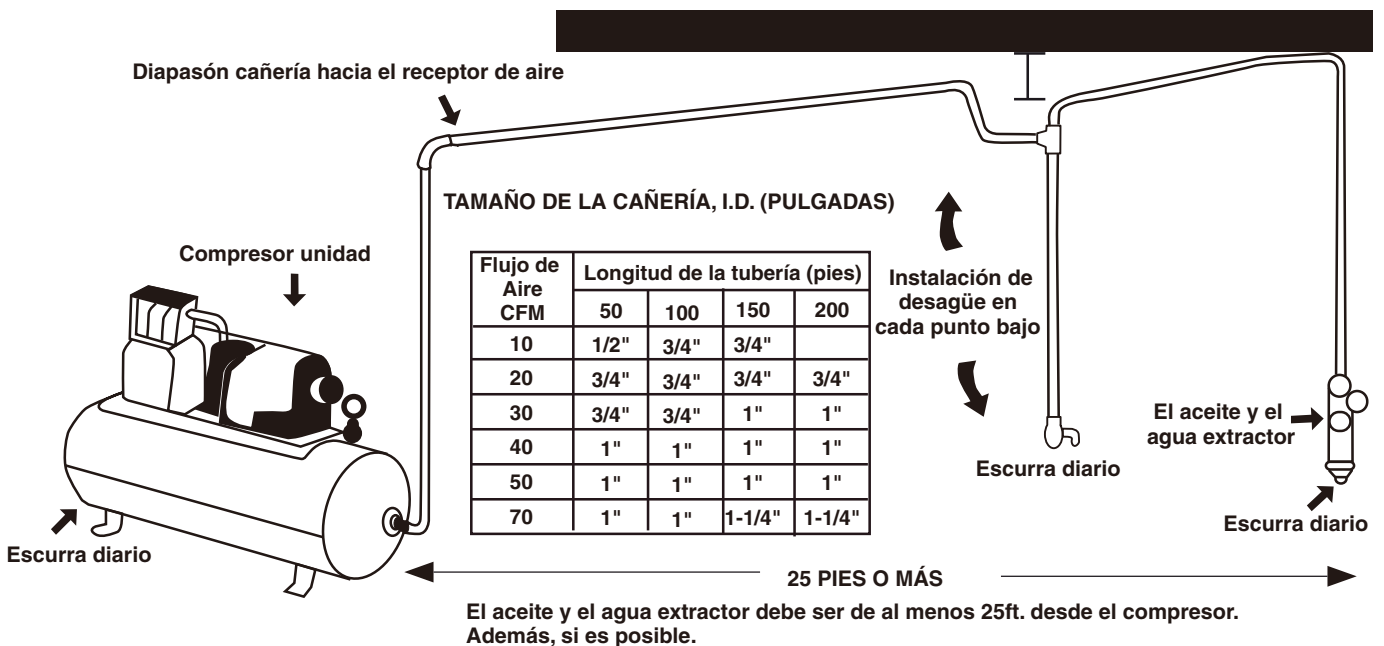 Diapasón cañería hacia el receptor de aire
TAMAÑO DE LA CAÑERÍA, I.D. (PULGADAS)
Compresor unidad
Flujo de
Aire
CFM
Longitud de la tubería (pies)
50 100 150 200
10 1/2" 3/4" 3/4"
20 3/4" 3/4" 3/4" 3/4"
30 3/4" 3/4" 1" 1"
40 1" 1" 1" 1"
50 1" 1" 1" 1"
70 1" 1" 1-1/4" 1-1/4"
Instalación de
desagüe en
cada punto bajo
El aceite y el
agua extractor
Escurra diario
Escurra diario
Escurra diario
25 PIES O MÁS
El aceite y el agua extractor debe ser de al menos 25ft. desde el compresor.
Además, si es posible.